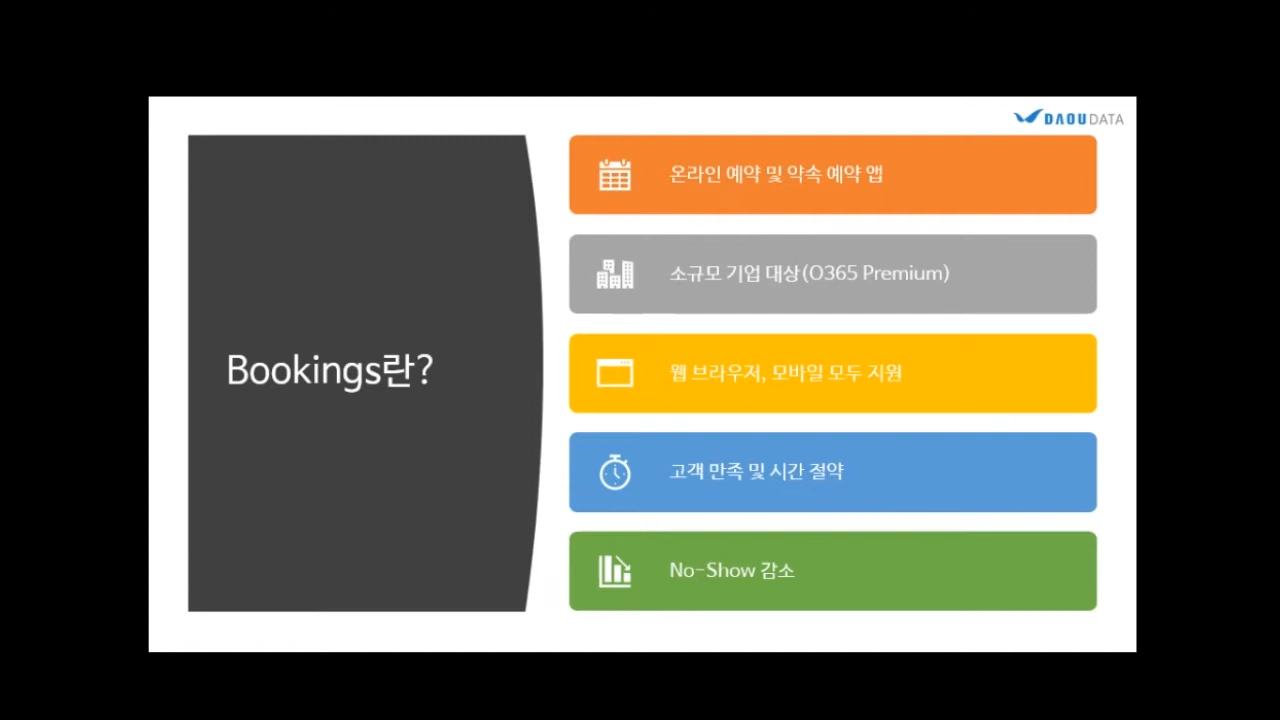 DAOUDATA
Bookings란?
온라인 예약 및 약속 예약 앱
소규모 기업 대상(O365 Premium)
웹 브라우저, 모바일 모두 지원
고객 만족 및 시간 절약
No-Show 감소